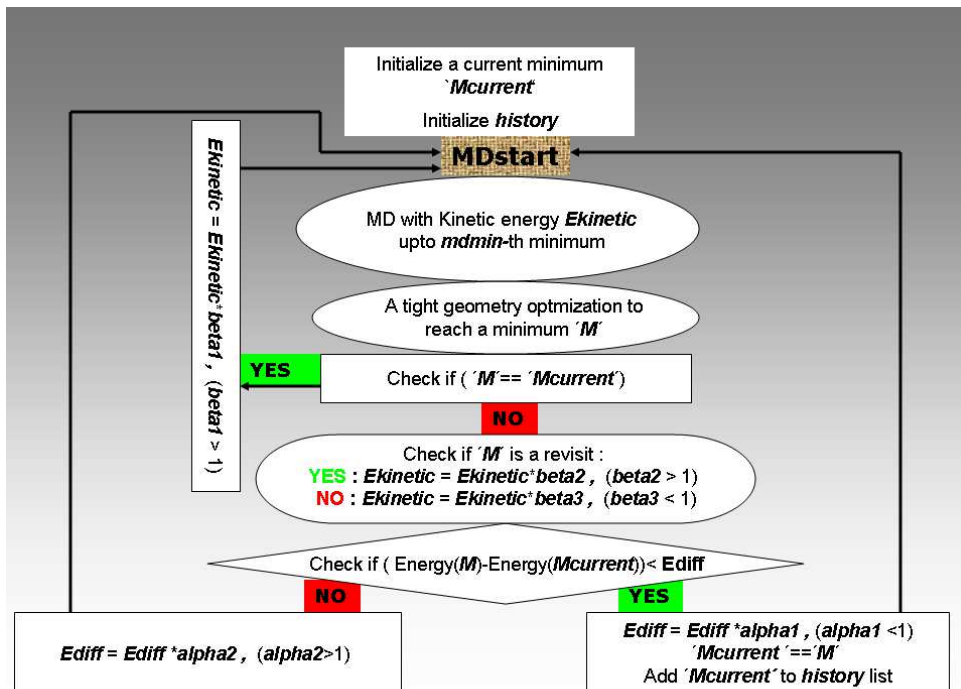 Initialize a current minimum
`Mcurrent‘
Initialize history
MDstart
Ekinetic = Ekinetic*beta1 , (beta1 > 1)
MD with Kinetic energy Ekinetic
upto mdmin-th minimum
A tight geometry optmization to
reach a minimum ´M´
YES
Check if ( ´M´== ´Mcurrent´)
NO
Check if ´M´ is a revisit :
YES : Ekinetic = Ekinetic*beta2 , (beta2 > 1)
NO : Ekinetic = Ekinetic*beta3 , (beta3 < 1)
Check if ( Energy(M)-Energy(Mcurrent))< Ediff
NO
YES
Ediff = Ediff *alpha2 , (alpha2>1)
Ediff = Ediff *alpha1 , (alpha1 <1)
´Mcurrent ´==´M´
Add ´Mcurrent´ to history list